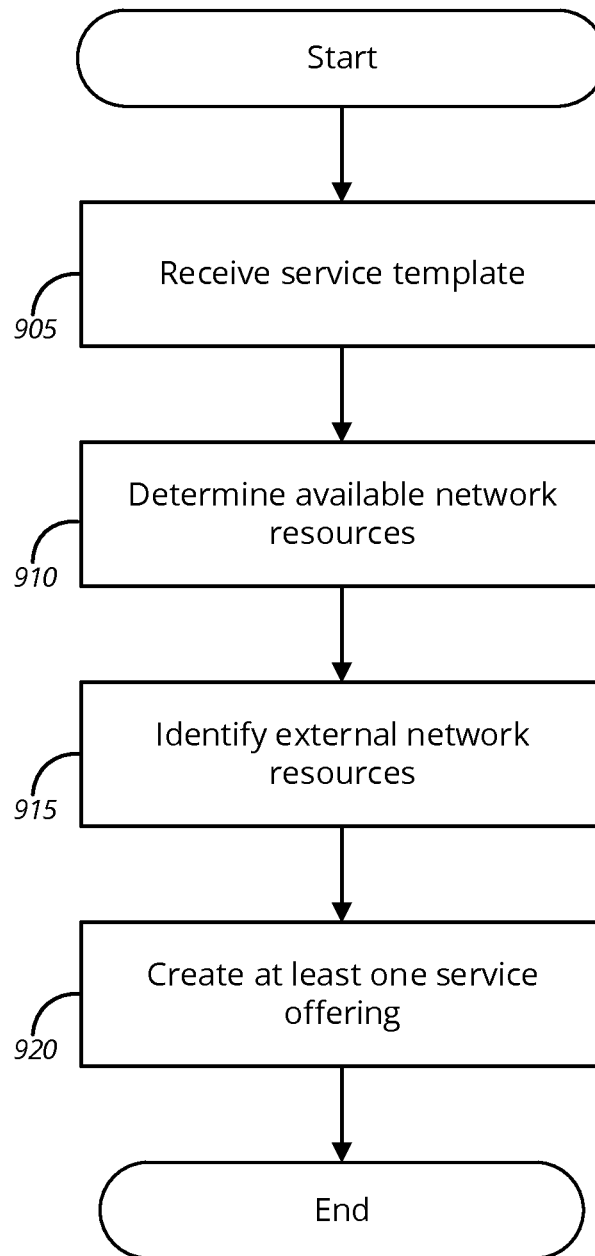 Start
Receive service template
905
Determine available network
resources
910
Identify external network
resources
915
Create at least one service
offering
920
End